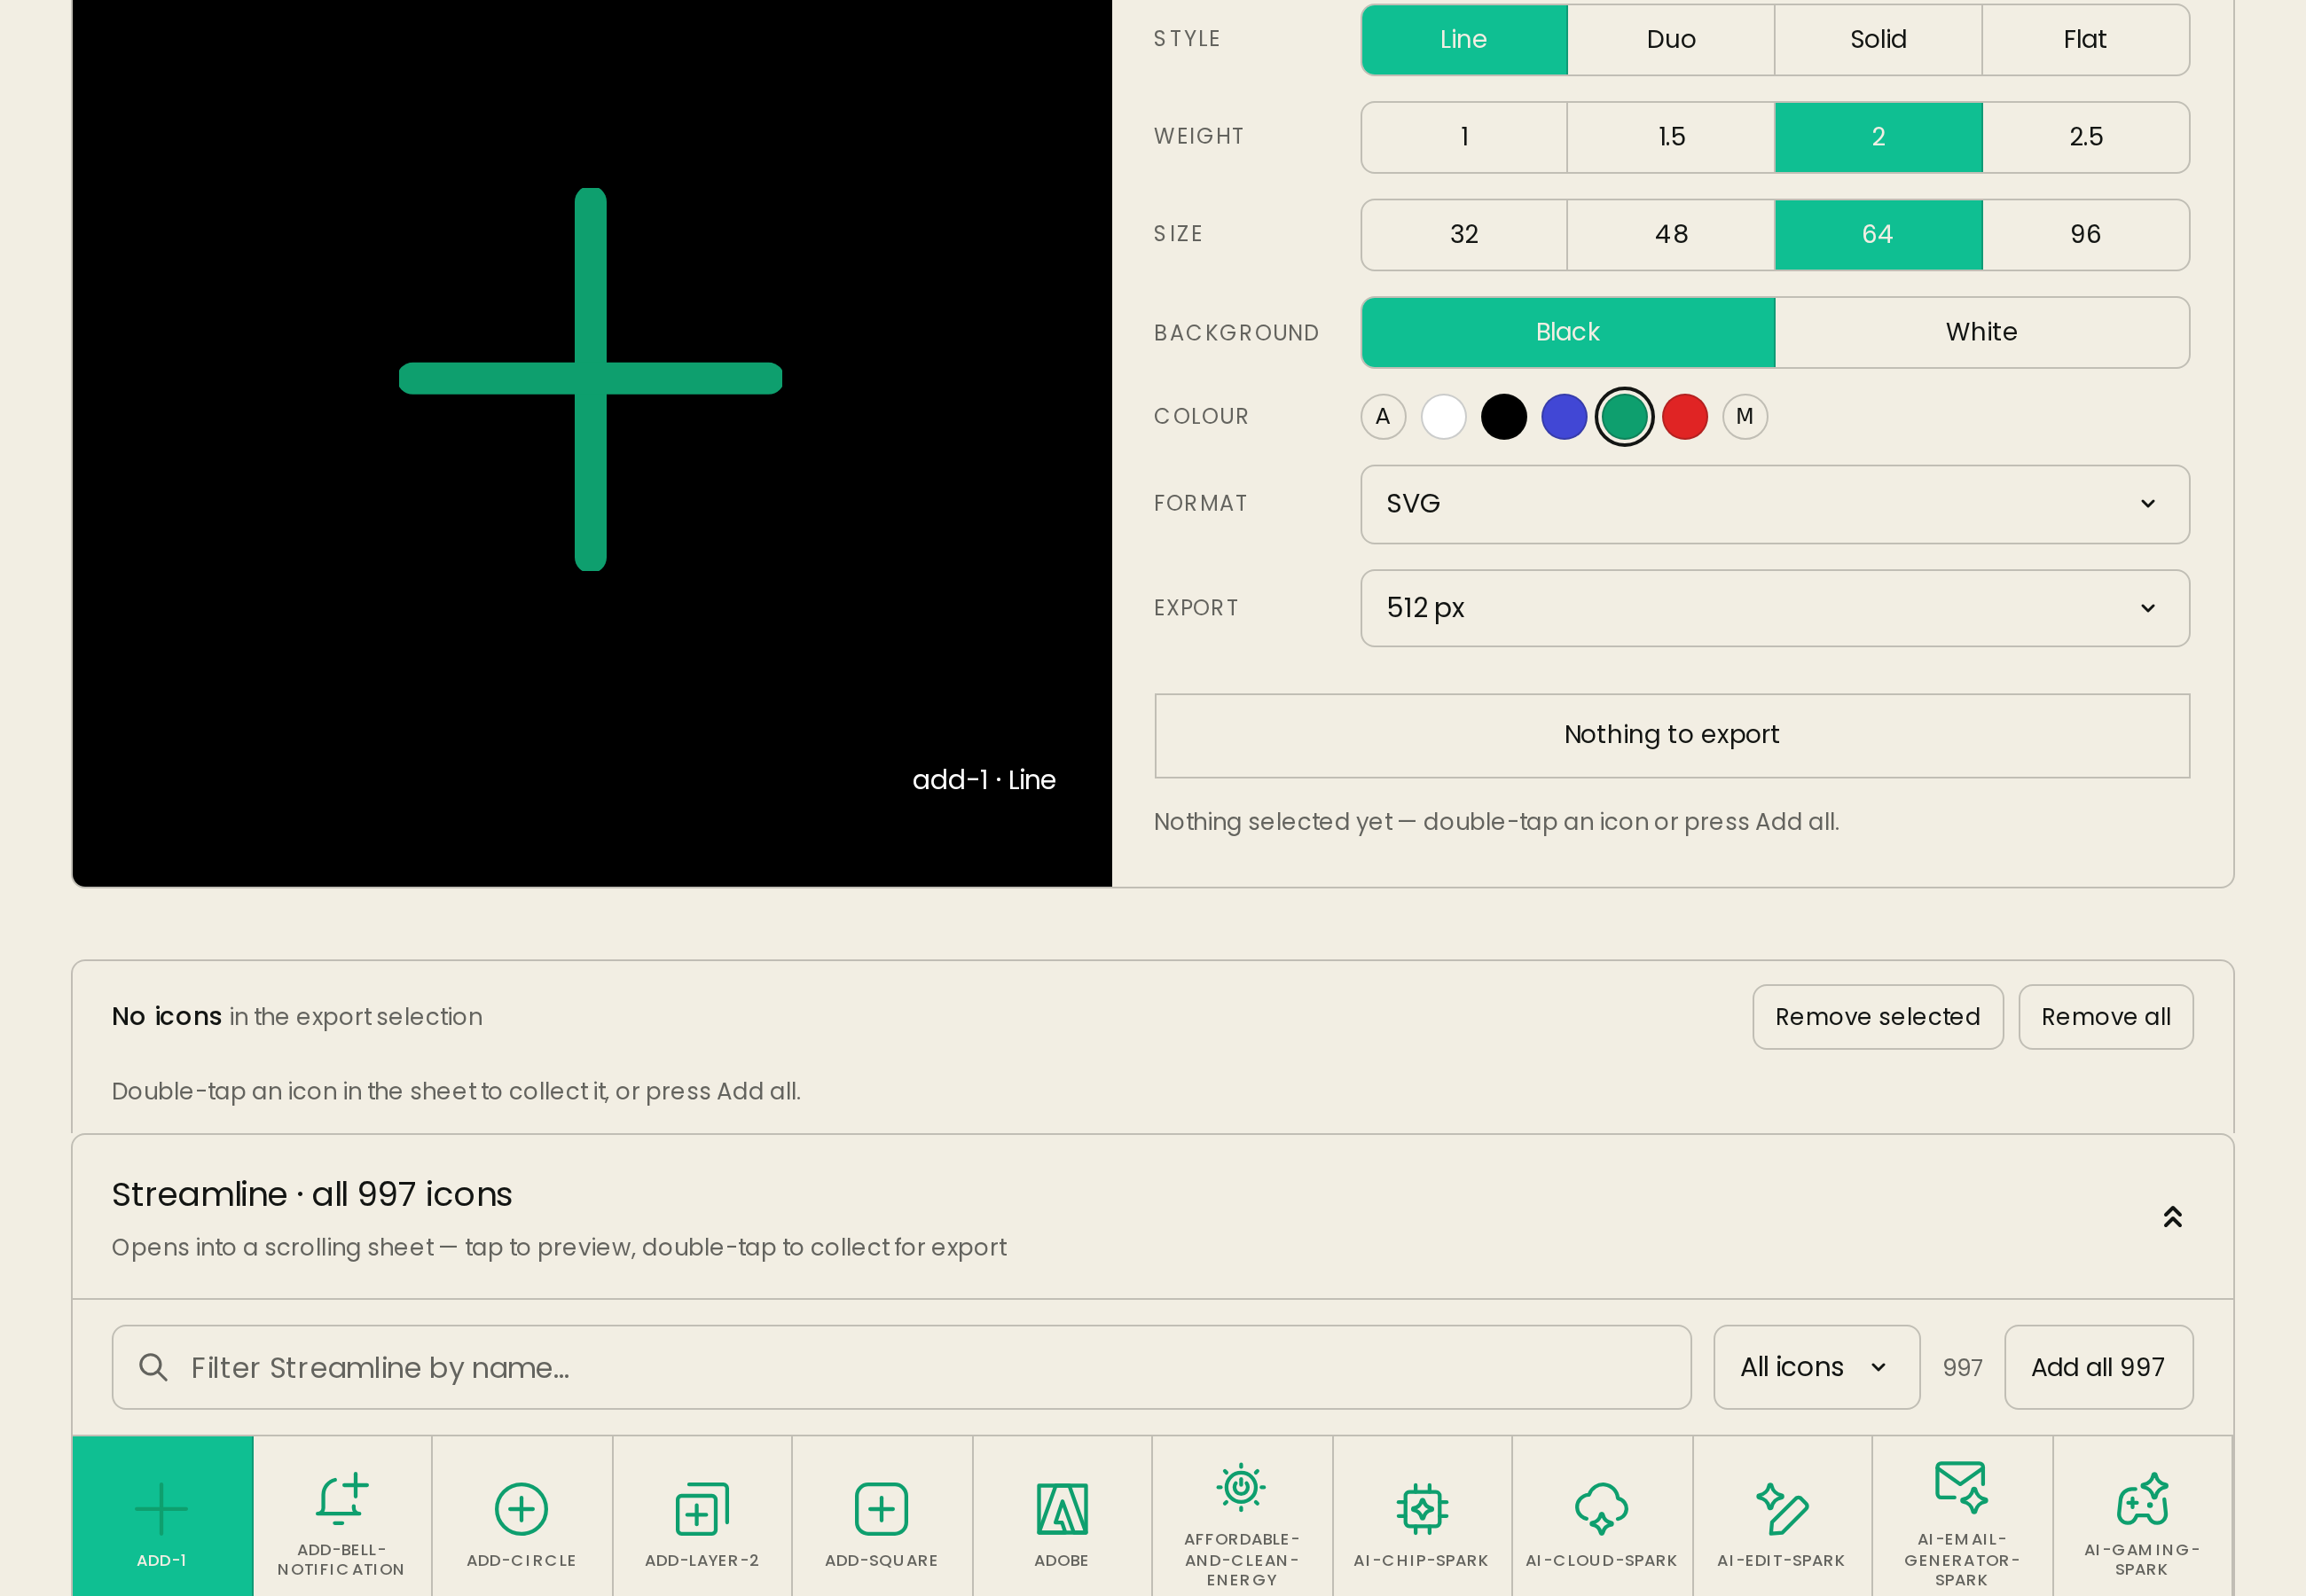 STYLE
Line Duo Solid Flat
WEIGHT
1 1.5 2 2.5
SIZE
32 48 64 96
BACKGROUND
Black White
COLOUR
A M
FORMAT
SVG
EXPORT
512 px
Nothing to export
Nothing selected yet — double-tap an icon or press Add all.
add-1 · Line
No icons in the export selection
Remove selected
Remove all
Double-tap an icon in the sheet to collect it, or press Add all.
Streamline · all 997 icons
Opens into a scrolling sheet — tap to preview, double-tap to collect for export
Filter Streamline by name...
All icons
997
Add all 997
ADD-1
ADD-BELL-
NOTIFICATION
ADD-CIRCLE
ADD-LAYER-2
ADD-SQUARE
ADOBE
AFFORDABLE-
AND-CLEAN-
ENERGY
AI-CHIP-SPARK
AI-CLOUD-SPARK
AI-EDIT-SPARK
AI-EMAIL-
GENERATOR-
SPARK
AI-GAMING-
SPARK